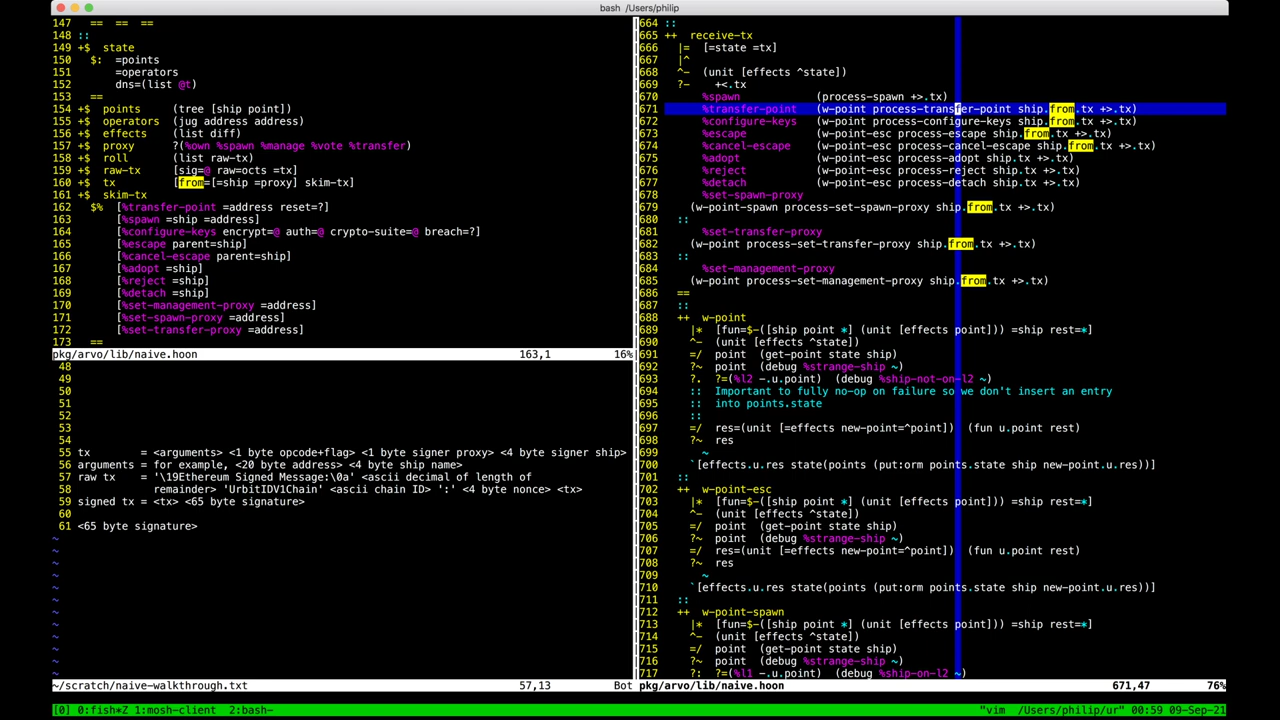 bash /Users/philip
147   ==  ==  ==
148 ::
149 +$  state
150   $:  =points
151       =operators
152       dns=(list @t)
153   ==
154 +$  points     (tree [ship point])
155 +$  operators  (jug address address)
156 +$  effects    (list diff)
157 +$  proxy      ?(%own %spawn %manage %vote %transfer)
158 +$  roll       (list raw-tx)
159 +$  raw-tx     [sig=@ raw=octs =tx]
160 +$  tx         [from=[=ship =proxy] skim-tx]
161 +$  skim-tx
162   $%  [%transfer-point =address reset=?]
163       [%spawn =ship =address]
164       [%configure-keys encrypt=@ auth=@ crypto-suite=@ breach=?]
165       [%escape parent=ship]
166       [%cancel-escape parent=ship]
167       [%adopt =ship]
168       [%reject =ship]
169       [%detach =ship]
170       [%set-management-proxy =address]
171       [%set-spawn-proxy =address]
172       [%set-transfer-proxy =address]
173   ==
pkg/arvo/lib/naive.hoon 163,1 16%
48
49
50
51
52
53
54
55 tx        = <arguments> <1 byte opcode+flag> <1 byte signer proxy> <4 byte signer ship>
56 arguments = for example, <20 byte address> <4 byte ship name>
57 raw tx    = '\19Ethereum Signed Message:\0a' <ascii decimal of length of
58             remainder> 'UrbitIDV1Chain' <ascii chain ID> ':' <4 byte nonce> <tx>
59 signed tx = <tx> <65 byte signature>
60
61 <65 byte signature>
~
~
~
~
~
~
~
~
~
~
~
~
~/scratch/naive-walkthrough.txt 57,13 Bot
664 ::
665 ++  receive-tx
666   |=  [=state =tx]
667   |^
668   ^-  (unit [effects ^state])
669   ?-    +<.tx
670       %spawn            (process-spawn +>.tx)
671       %transfer-point   (w-point process-transfer-point ship.from.tx +>.tx)
672       %configure-keys   (w-point process-configure-keys ship.from.tx +>.tx)
673       %escape           (w-point-esc process-escape ship.from.tx +>.tx)
674       %cancel-escape    (w-point-esc process-cancel-escape ship.from.tx +>.tx)
675       %adopt            (w-point-esc process-adopt ship.tx +>.tx)
676       %reject           (w-point-esc process-reject ship.tx +>.tx)
677       %detach           (w-point-esc process-detach ship.tx +>.tx)
678       %set-spawn-proxy
679     (w-point-spawn process-set-spawn-proxy ship.from.tx +>.tx)
680   ::
681       %set-transfer-proxy
682     (w-point process-set-transfer-proxy ship.from.tx +>.tx)
683   ::
684       %set-management-proxy
685     (w-point process-set-management-proxy ship.from.tx +>.tx)
686   ==
687   ::
688   ++  w-point
689     |*  [fun=$-([ship point *] (unit [effects point])) =ship rest=*]
690     ^-  (unit [effects ^state])
691     =/  point  (get-point state ship)
692     ?~  point  (debug %strange-ship ~)
693     ?.  ?=(%l2 -.u.point)  (debug %ship-not-on-l2 ~)
694     ::  Important to fully no-op on failure so we don't insert an entry
695     ::  into points.state
696     ::
697     =/  res=(unit [=effects new-point=^point])  (fun u.point rest)
698     ?~  res
699       ~
700     `[effects.u.res state(points (put:orm points.state ship new-point.u.res))]
701   ::
702   ++  w-point-esc
703     |*  [fun=$-([ship point *] (unit [effects point])) =ship rest=*]
704     ^-  (unit [effects ^state])
705     =/  point  (get-point state ship)
706     ?~  point  (debug %strange-ship ~)
707     =/  res=(unit [=effects new-point=^point])  (fun u.point rest)
708     ?~  res
709       ~
710     `[effects.u.res state(points (put:orm points.state ship new-point.u.res))]
711   ::
712   ++  w-point-spawn
713     |*  [fun=$-([ship point *] (unit [effects point])) =ship rest=*]
714     ^-  (unit [effects ^state])
715     =/  point  (get-point state ship)
716     ?~  point  (debug %strange-ship ~)
717     ?:  ?=(%l1 -.u.point)  (debug %ship-on-l2 ~)
pkg/arvo/lib/naive.hoon 671,47 76%
[0] 0:fish*Z 1:mosh-client  2:bash- "vim  /Users/philip/ur" 00:59 09-Sep-21